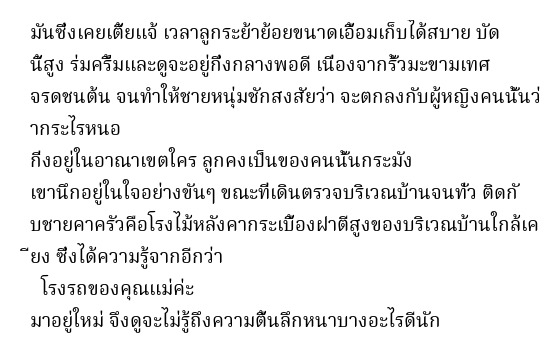 มันซึ่งเคยเตี้ยแจ้ เวลาลูกระย้าย้อยขนาดเอื้อมเก็บได้สบาย บัด
นี้สูง ร่มครึ้มและดูจะอยู่กึ่งกลางพอดี เนื่องจากรั้วมะขามเทศ
จรดชนต้น จนทำให้ชายหนุ่มชักสงสัยว่า จะตกลงกับผู้หญิงคนนั้นว่
ากระไรหนอ
กิ่งอยู่ในอาณาเขตใคร ลูกคงเป็นของคนนั้นกระมัง
เขานึกอยู่ในใจอย่างขันๆ ขณะที่เดินตรวจบริเวณบ้านจนทั่ว ติดกั
บชายคาครัวคือโรงไม้หลังคากระเบื้องฝาตีสูงของบริเวณบ้านใกล้เค
ียง ซึ่งได้ความรู้จากอีกว่า
โรงรถของคุณแม่ค่ะ
มาอยู่ใหม่ จึงดูจะไม่รู้ถึงความตื้นลึกหนาบางอะไรดีนัก